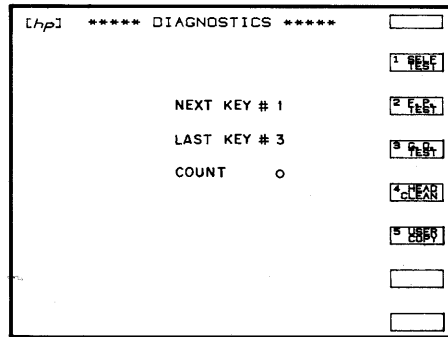 [hp] ***** DIAGNOSTICS *****
1 SELF TEST
NEXT KEY # 1
2 F.P. TEST
LAST KEY # 3
3 G.O. TEST
COUNT 0
4 HEAD CLEAN
5 USER COPY